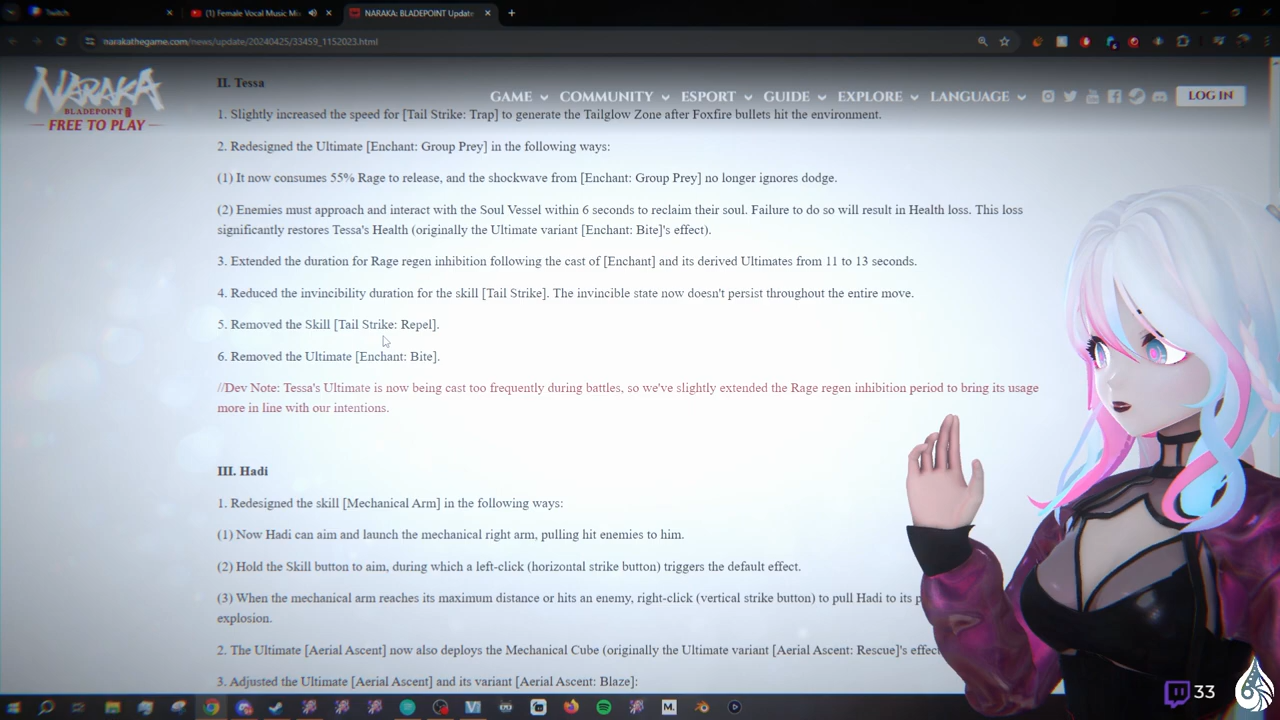 Twitch
(1) Female Vocal Music Mi
NARAKA: BLADEPOINT Update
narakathegame.com/news/update/20240425/33459_1152023.html
NARAKA
BLADEPOINT
FREE TO PLAY
GAME COMMUNITY ESPORT GUIDE EXPLORE LANGUAGE LOG IN
II. Tessa
1. Slightly increased the speed for [Tail Strike: Trap] to generate the Tailglow Zone after Foxfire bullets hit the environment.
2. Redesigned the Ultimate [Enchant: Group Prey] in the following ways:
(1) It now consumes 55% Rage to release, and the shockwave from [Enchant: Group Prey] no longer ignores dodge.
(2) Enemies must approach and interact with the Soul Vessel within 6 seconds to reclaim their soul. Failure to do so will result in Health loss. This loss
significantly restores Tessa's Health (originally the Ultimate variant [Enchant: Bite]'s effect).
3. Extended the duration for Rage regen inhibition following the cast of [Enchant] and its derived Ultimates from 11 to 13 seconds.
4. Reduced the invincibility duration for the skill [Tail Strike]. The invincible state now doesn't persist throughout the entire move.
5. Removed the Skill [Tail Strike: Repel].
6. Removed the Ultimate [Enchant: Bite].
//Dev Note: Tessa's Ultimate is now being cast too frequently during battles, so we've slightly extended the Rage regen inhibition period to bring its usage
more in line with our intentions.
III. Hadi
1. Redesigned the skill [Mechanical Arm] in the following ways:
(1) Now Hadi can aim and launch the mechanical right arm, pulling hit enemies to him.
(2) Hold the Skill button to aim, during which a left-click (horizontal strike button) triggers the default effect.
(3) When the mechanical arm reaches its maximum distance or hits an enemy, right-click (vertical strike button) to pull Hadi to its
explosion.
2. The Ultimate [Aerial Ascent] now also deploys the Mechanical Cube (originally the Ultimate variant [Aerial Ascent: Rescue]'s effec
3. Adjusted the Ultimate [Aerial Ascent] and its variant [Aerial Ascent: Blaze]:
33